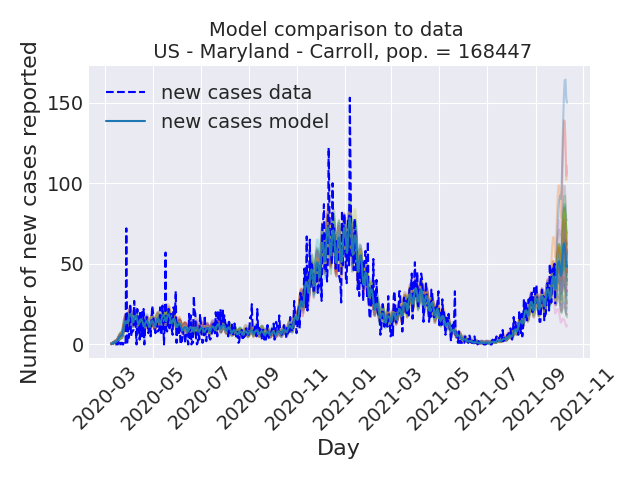 Model comparison to data
US - Maryland - Carroll, pop. = 168447
Number of new cases reported
150
100
50
0
new cases data
new cases model
2020-03
2020-05
2020-07
2020-09
2020-11
2021-01
2021-03
2021-05
2021-07
2021-09
2021-11
Day